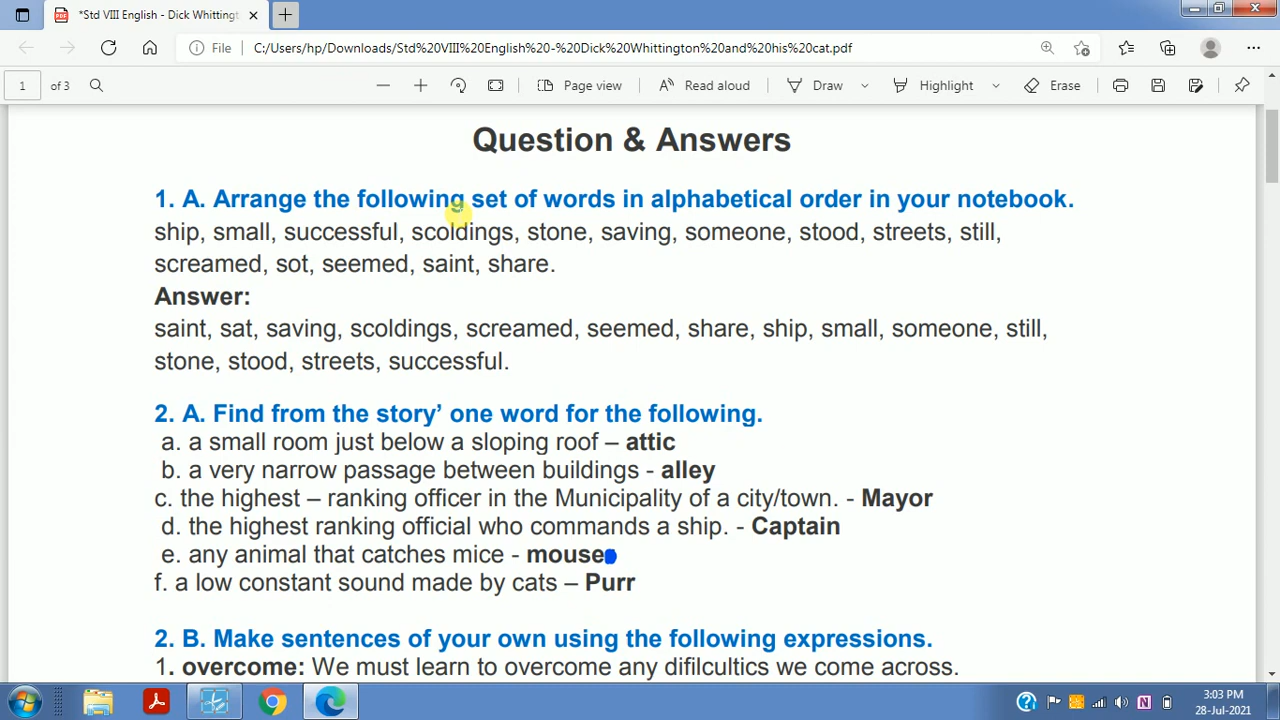 *Std VIII English - Dick Whittingt
File
C:/Users/hp/Downloads/Std%20VIII%20English%20-%20Dick%20Whittington%20and%20his%20cat.pdf
1 of 3
Page view
Read aloud
Draw
Highlight
Erase
Question & Answers
1. A. Arrange the following set of words in alphabetical order in your notebook.
ship, small, successful, scoldings, stone, saving, someone, stood, streets, still,
screamed, sot, seemed, saint, share.
Answer:
saint, sat, saving, scoldings, screamed, seemed, share, ship, small, someone, still,
stone, stood, streets, successful.
2. A. Find from the story’ one word for the following.
a. a small room just below a sloping roof – attic
b. a very narrow passage between buildings - alley
c. the highest – ranking officer in the Municipality of a city/town. - Mayor
d. the highest ranking official who commands a ship. - Captain
e. any animal that catches mice - mouse
f. a low constant sound made by cats – Purr
2. B. Make sentences of your own using the following expressions.
1. overcome: We must learn to overcome any difilcultics we come across.
3:03 PM
28-Jul-2021